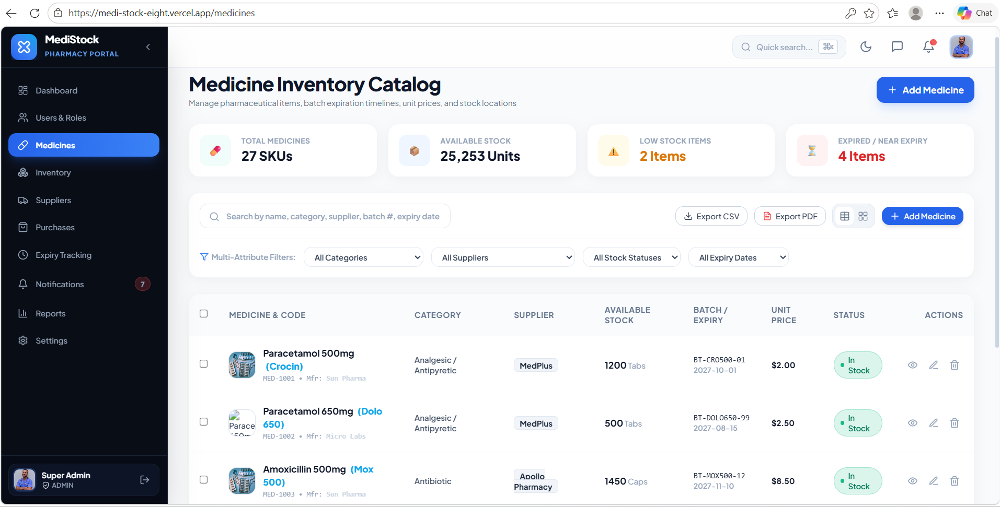 https://medi-stock-eight.vercel.app/medicines
Chat
MediStock
PHARMACY PORTAL
Quick search...
⌘K
Dashboard
Users & Roles
Medicines
Inventory
Suppliers
Purchases
Expiry Tracking
Notifications
7
Reports
Settings
Super Admin
ADMIN
Medicine Inventory Catalog
Manage pharmaceutical items, batch expiration timelines, unit prices, and stock locations
+ Add Medicine
TOTAL MEDICINES
27 SKUs
AVAILABLE STOCK
25,253 Units
LOW STOCK ITEMS
2 Items
EXPIRED / NEAR EXPIRY
4 Items
Search by name, category, supplier, batch #, expiry date
Export CSV
Export PDF
+ Add Medicine
Multi-Attribute Filters:
All Categories
All Suppliers
All Stock Statuses
All Expiry Dates
MEDICINE & CODE
CATEGORY
SUPPLIER
AVAILABLE
STOCK
BATCH /
EXPIRY
UNIT
PRICE
STATUS
ACTIONS
Paracetamol 500mg
(Crocin)
MED-1001 • Mfr: Sun Pharma
Analgesic /
Antipyretic
MedPlus
1200 Tabs
BT-CRO500-01
2027-10-01
$2.00
In
Stock
Parace
650m
Paracetamol 650mg (Dolo
650)
MED-1002 • Mfr: Micro Labs
Analgesic /
Antipyretic
MedPlus
500 Tabs
BT-DOLO650-99
2027-08-15
$2.50
In
Stock
Amoxicillin 500mg (Mox
500)
MED-1003 • Mfr: Sun Pharma
Antibiotic
Apollo
Pharmacy
1450 Caps
BT-MOX500-12
2027-11-10
$8.50
In
Stock